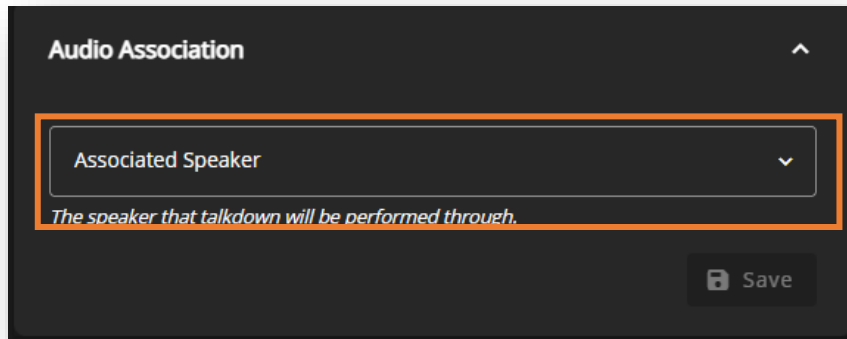 Audio Association
Associated Speaker
The speaker that talkdown will be performed through.
Save